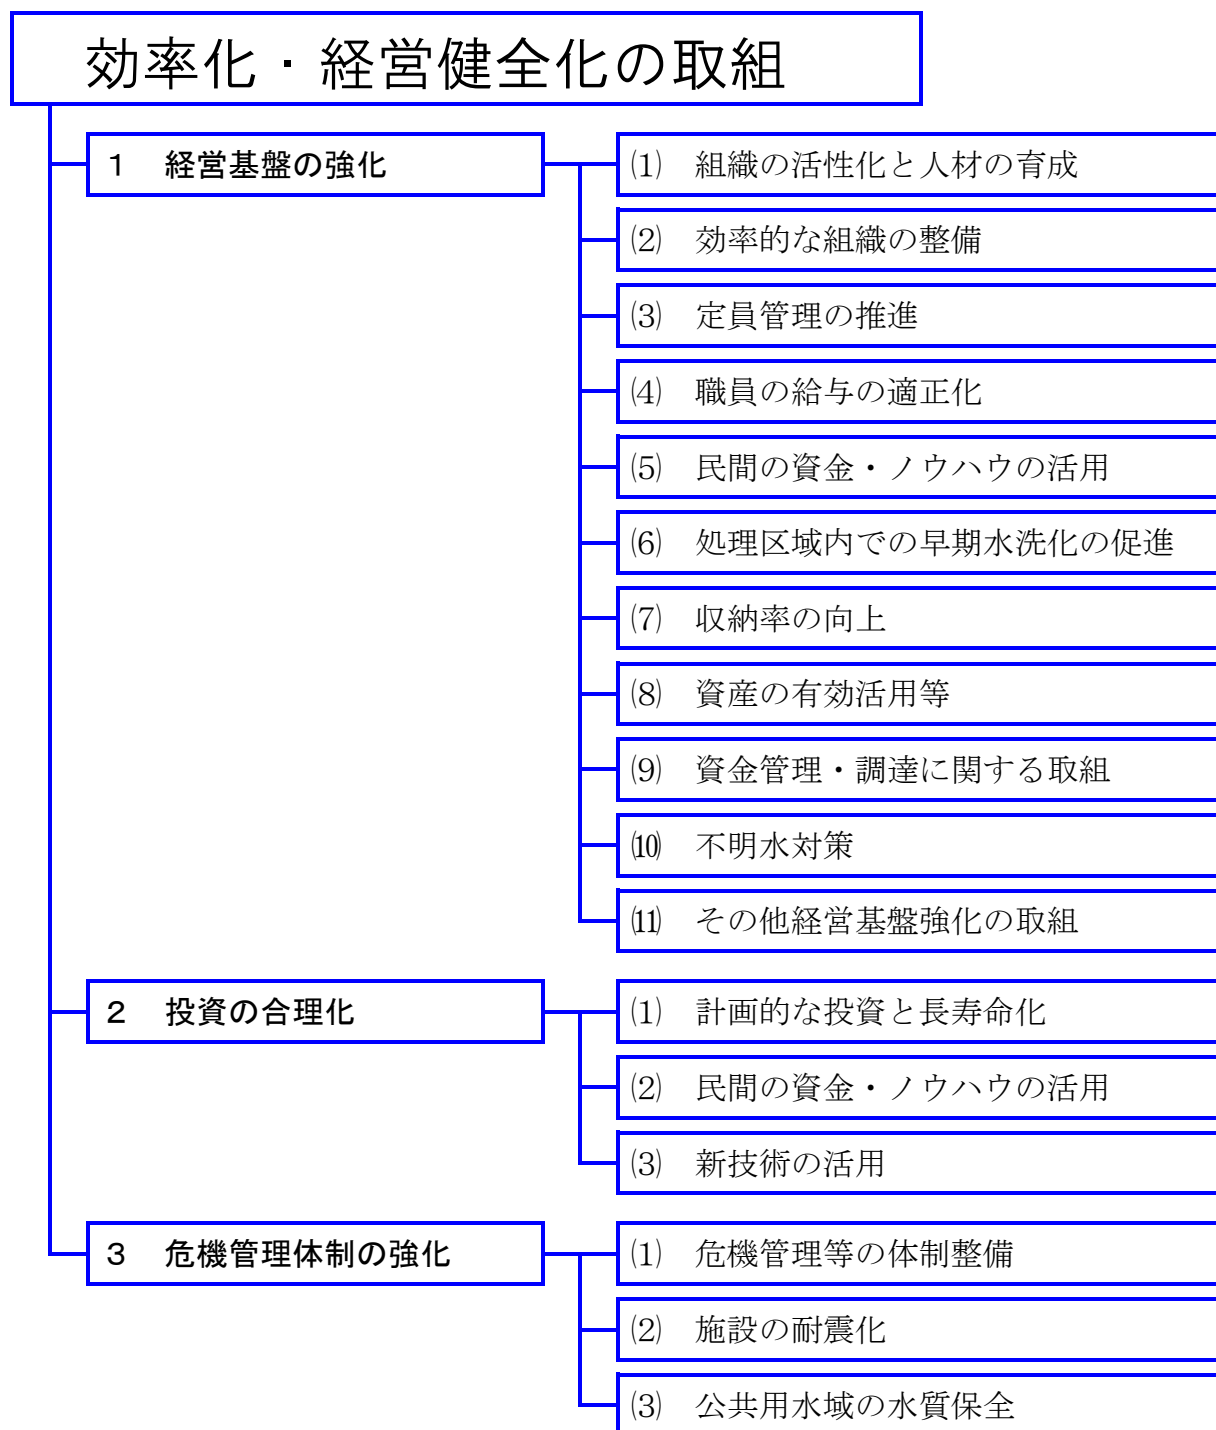 効率化・経営健全化の取組
１　経営基盤の強化
⑴　組織の活性化と人材の育成
⑵　効率的な組織の整備
⑶　定員管理の推進
⑷　職員の給与の適正化
⑸　民間の資金・ノウハウの活用
⑹　処理区域内での早期水洗化の促進
⑺　収納率の向上
⑻　資産の有効活用等
⑼　資金管理・調達に関する取組
⑽　不明水対策
⑾　その他経営基盤強化の取組
２　投資の合理化
⑴　計画的な投資と長寿命化
⑵　民間の資金・ノウハウの活用
⑶　新技術の活用
３　危機管理体制の強化
⑴　危機管理等の体制整備
⑵　施設の耐震化
⑶　公共用水域の水質保全